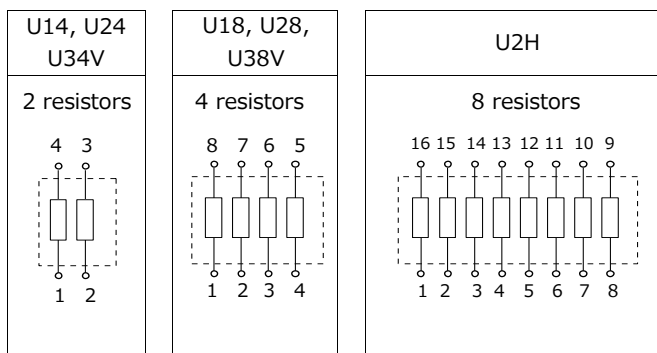 U14, U24
U34V
2 resistors
4 3
1 2
U18, U28,
U38V
4 resistors
8 7 6 5
1 2 3 4
U2H
8 resistors
16 15 14 13 12 11 10 9
1 2 3 4 5 6 7 8